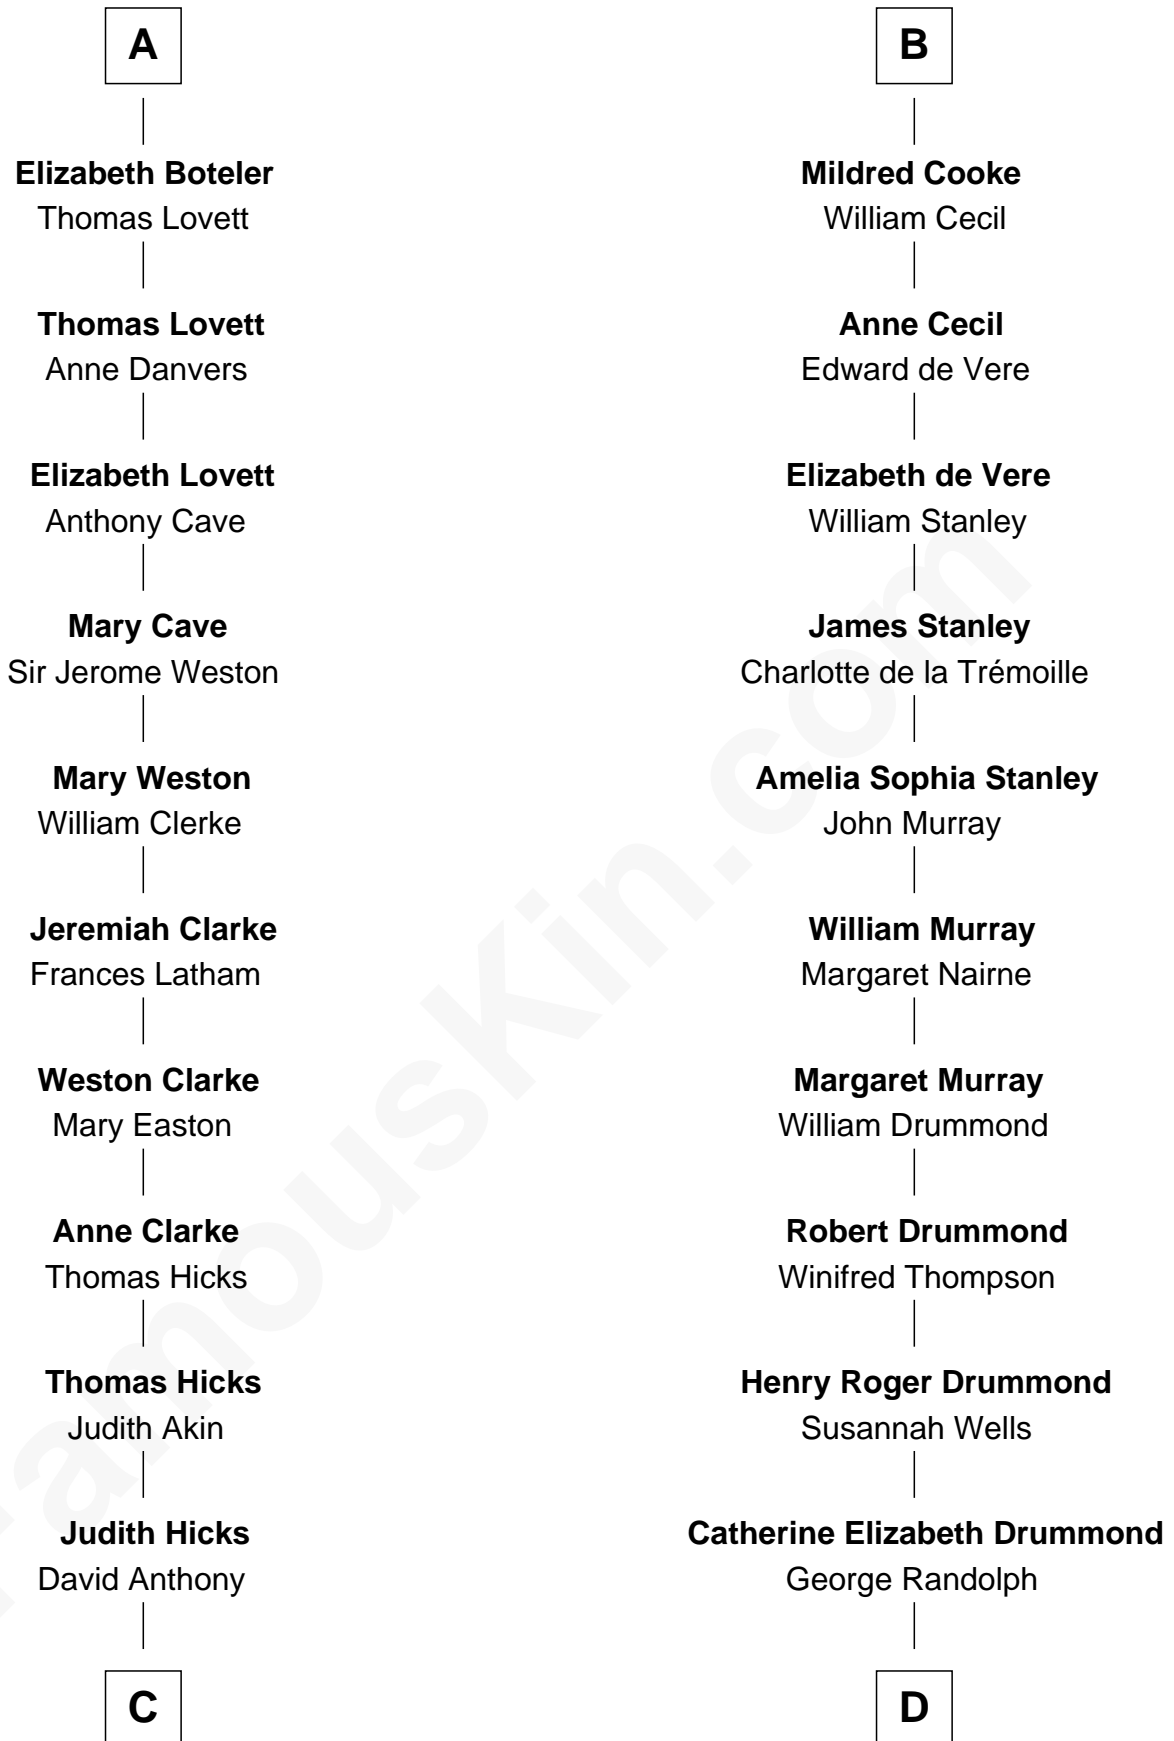 A
Elizabeth Boteler
Thomas Lovett
Thomas Lovett
Anne Danvers
Elizabeth Lovett
Anthony Cave
Mary Cave
Sir Jerome Weston
Mary Weston
William Clerke
Jeremiah Clarke
Frances Latham
Weston Clarke
Mary Easton
Anne Clarke
Thomas Hicks
Thomas Hicks
Judith Akin
Judith Hicks
David Anthony
C
B
Mildred Cooke
William Cecil
Anne Cecil
Edward de Vere
Elizabeth de Vere
William Stanley
James Stanley
Charlotte de la Trémoille
Amelia Sophia Stanley
John Murray
William Murray
Margaret Nairne
Margaret Murray
William Drummond
Robert Drummond
Winifred Thompson
Henry Roger Drummond
Susannah Wells
Catherine Elizabeth Drummond
George Randolph
D
FamousKin.com